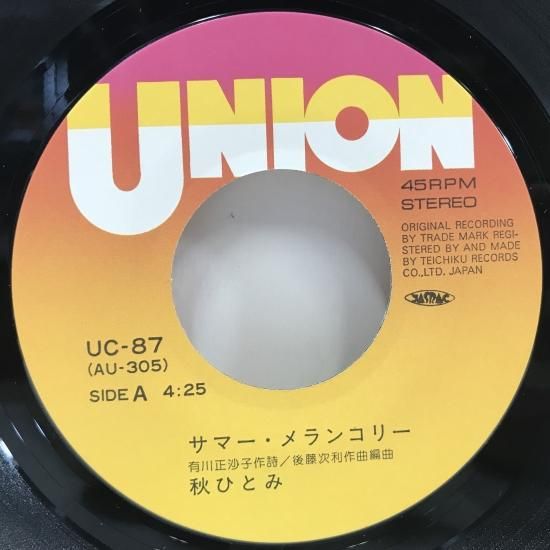 UNION
45RPM
STEREO
ORIGINAL RECORDING
BY TRADE MARK REGI-
STERED BY AND MADE
BY TEICHIKU RECORDS
CO.,LTD. JAPAN
JASRAC
UC-87
(AU-305)
SIDE A 4:25
サマー・メランコリー
有川正沙子作詩/後藤次利作曲編曲
秋ひとみ